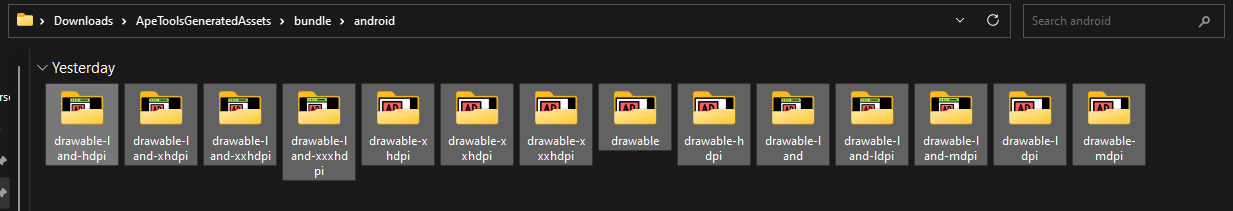 Downloads > ApeToolsGeneratedAssets > bundle > android
Search android
Yesterday
drawable-l
and-hdpi
drawable-l
and-xhdpi
drawable-l
and-xxhdpi
drawable-l
and-xxxhd
pi
drawable-x
hdpi
drawable-x
xhdpi
drawable-x
xxhdpi
drawable
drawable-h
dpi
drawable-l
and
drawable-l
and-ldpi
drawable-l
and-mdpi
drawable-l
dpi
drawable-
mdpi